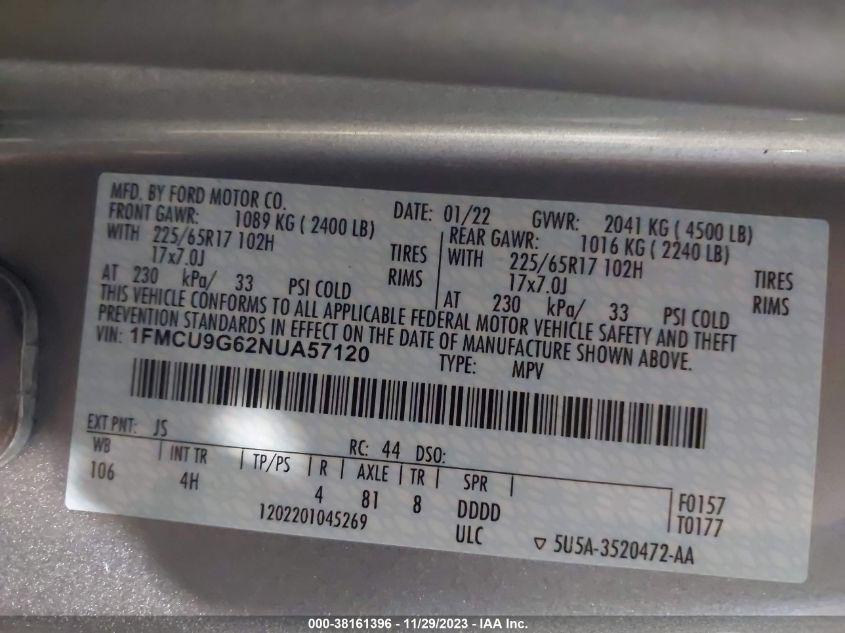 MFD. BY FORD MOTOR CO. DATE: 01/22 GVWR: 2041 KG ( 4500 LB)
FRONT GAWR: 1089 KG ( 2400 LB) REAR GAWR: 1016 KG ( 2240 LB)
WITH 225/65R17 102H TIRES WITH 225/65R17 102H TIRES
17x7.0J RIMS 17x7.0J RIMS
AT 230 kPa/ 33 PSI COLD AT 230 kPa/ 33 PSI COLD
THIS VEHICLE CONFORMS TO ALL APPLICABLE FEDERAL MOTOR VEHICLE SAFETY AND THEFT
PREVENTION STANDARDS IN EFFECT ON THE DATE OF MANUFACTURE SHOWN ABOVE.
VIN: 1FMCU9G62NUA57120 TYPE: MPV
EXT PNT: JS RC: 44 DSO:
WB INT TR TP/PS R AXLE TR SPR
106 4H 4 81 8 DDDD F0157
1202201045269 ULC T0177
5U5A-3520472-AA
000-38161396 - 11/29/2023 - IAA Inc.